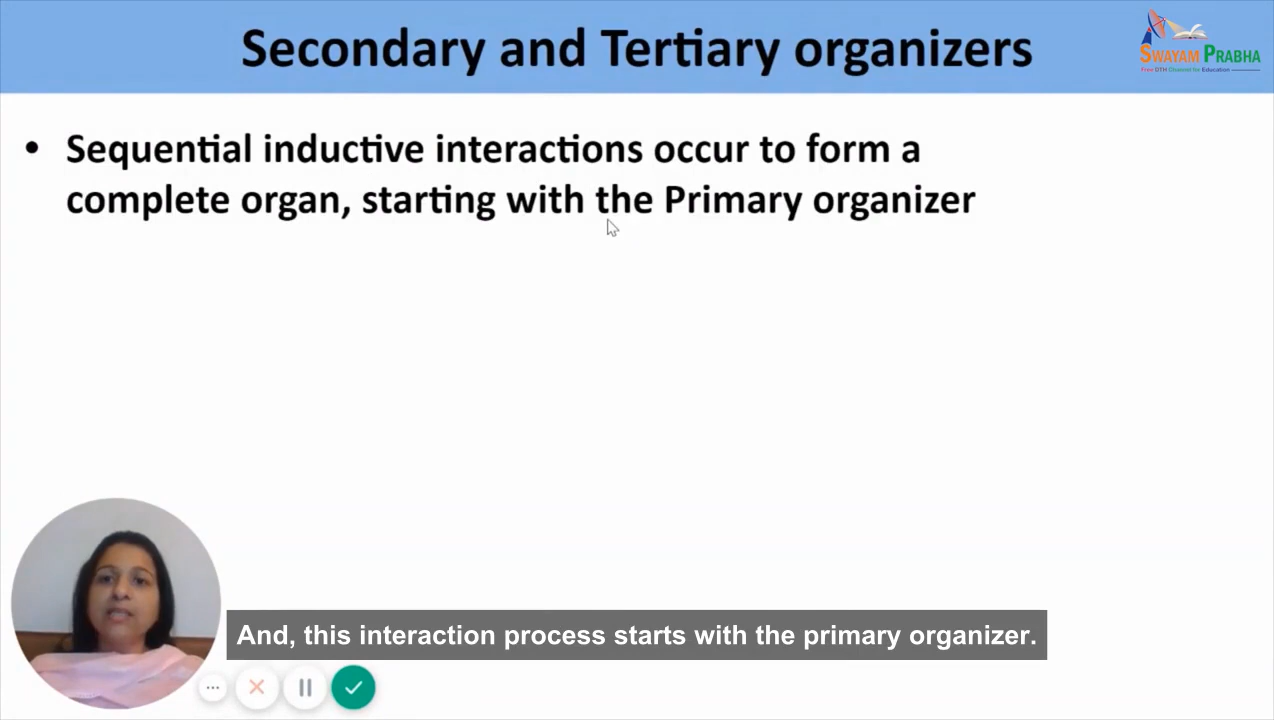 Secondary and Tertiary organizers
SWAYAM PRABHA
Free DTH Channel for Education
• Sequential inductive interactions occur to form a
complete organ, starting with the Primary organizer
And, this interaction process starts with the primary organizer.